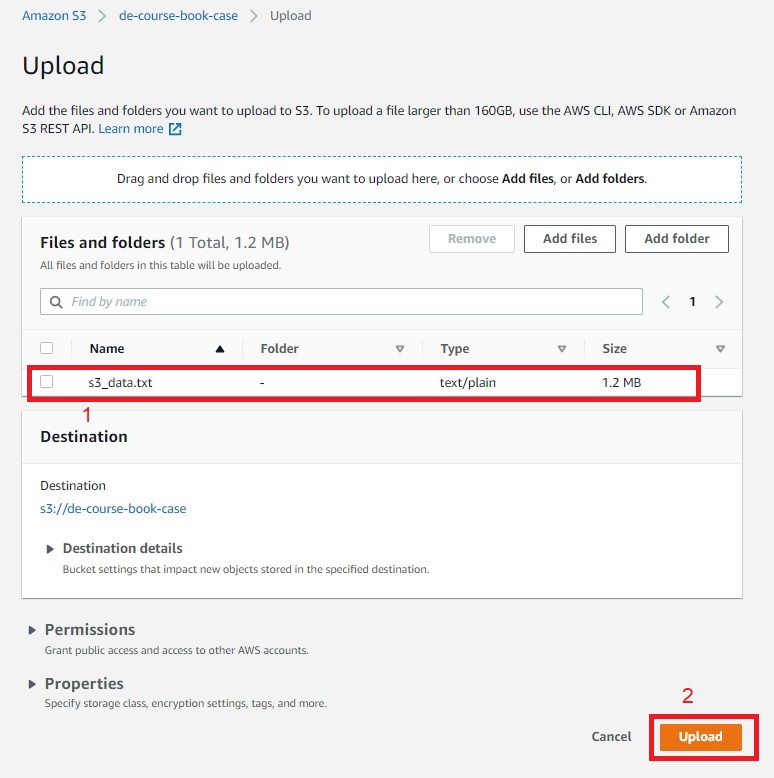 Amazon S3 > de-course-book-case > Upload
Upload
Add the files and folders you want to upload to S3. To upload a file larger than 160GB, use the AWS CLI, AWS SDK or Amazon
S3 REST API. Learn more
Drag and drop files and folders you want to upload here, or choose Add files, or Add folders.
Files and folders (1 Total, 1.2 MB) Remove Add files Add folder
All files and folders in this table will be uploaded.
Find by name < 1 >
Name Folder Type Size
s3_data.txt - text/plain 1.2 MB
1
Destination
Destination
s3://de-course-book-case
Destination details
Bucket settings that impact new objects stored in the specified destination.
Permissions
Grant public access and access to other AWS accounts.
Properties
Specify storage class, encryption settings, tags, and more.
2
Cancel Upload